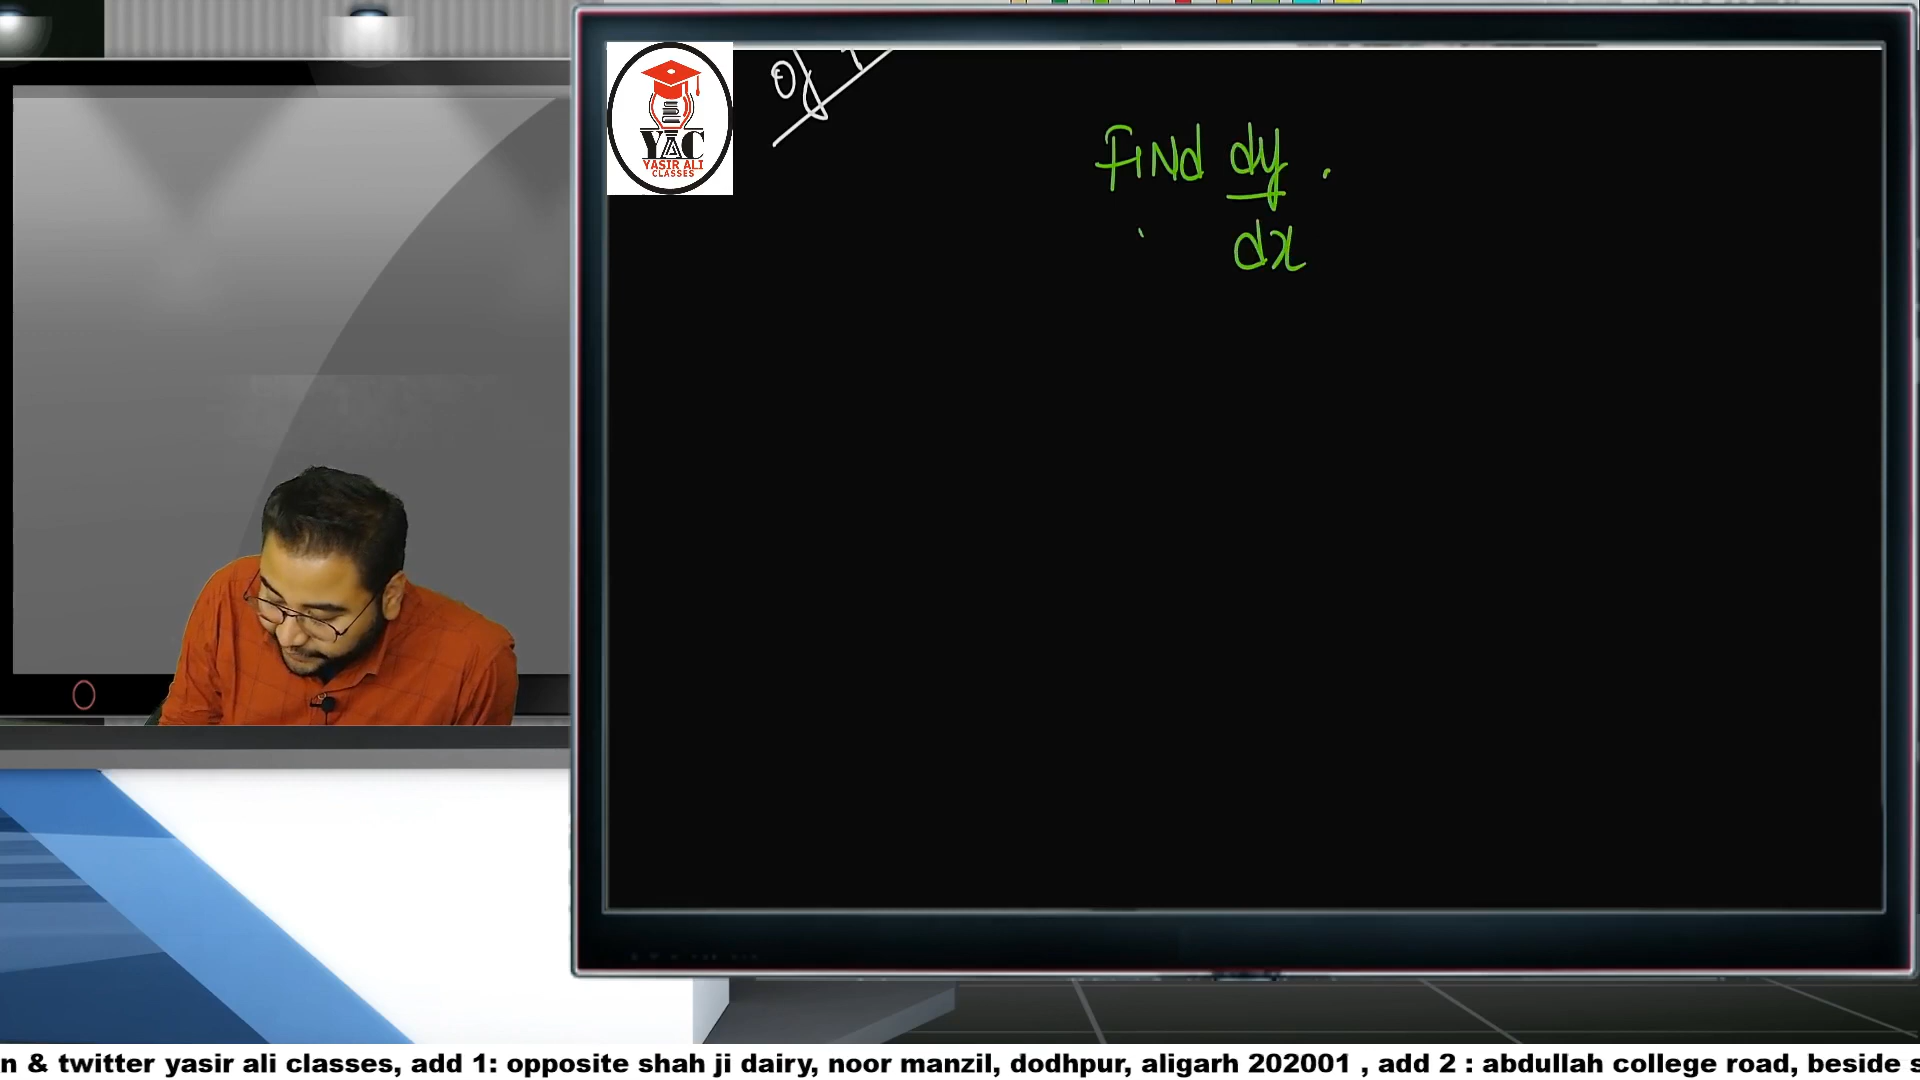 YAC
YASIR ALI
CLASSES
FINd dy .
dx
n & twitter yasir ali classes, add 1: opposite shah ji dairy, noor manzil, dodhpur, aligarh 202001 , add 2 : abdullah college road, beside s